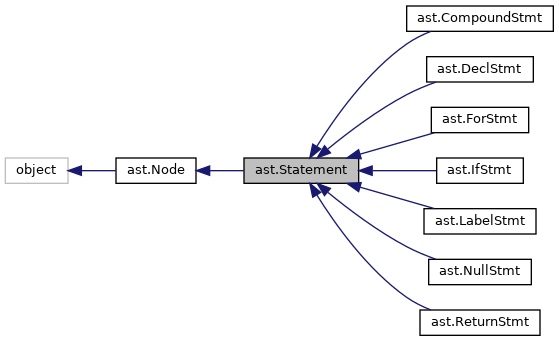 object
ast.Node
ast.Statement
ast.CompoundStmt
ast.DeclStmt
ast.ForStmt
ast.IfStmt
ast.LabelStmt
ast.NullStmt
ast.ReturnStmt